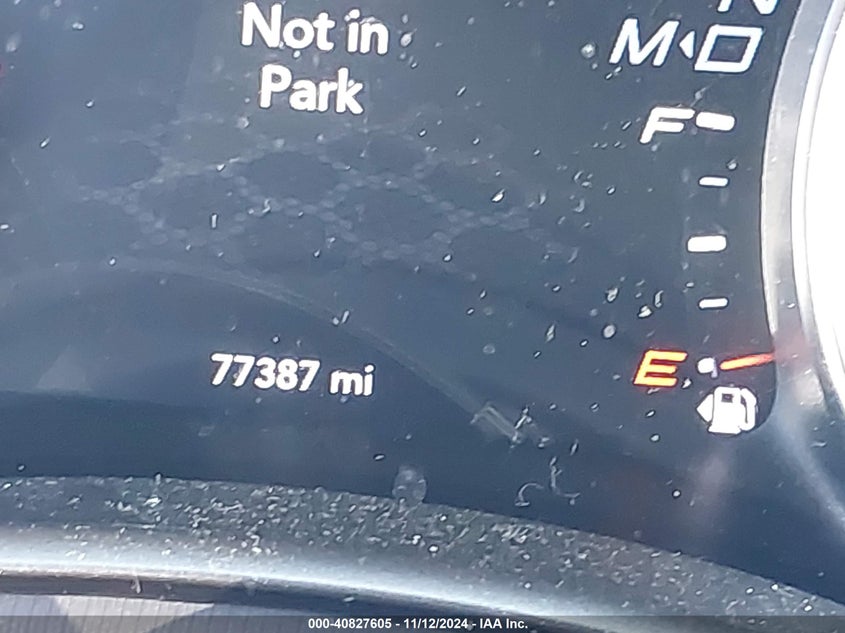 N
Not in
Park
M
F
77387 mi
E
000-40827605 - 11/12/2024 - IAA Inc.